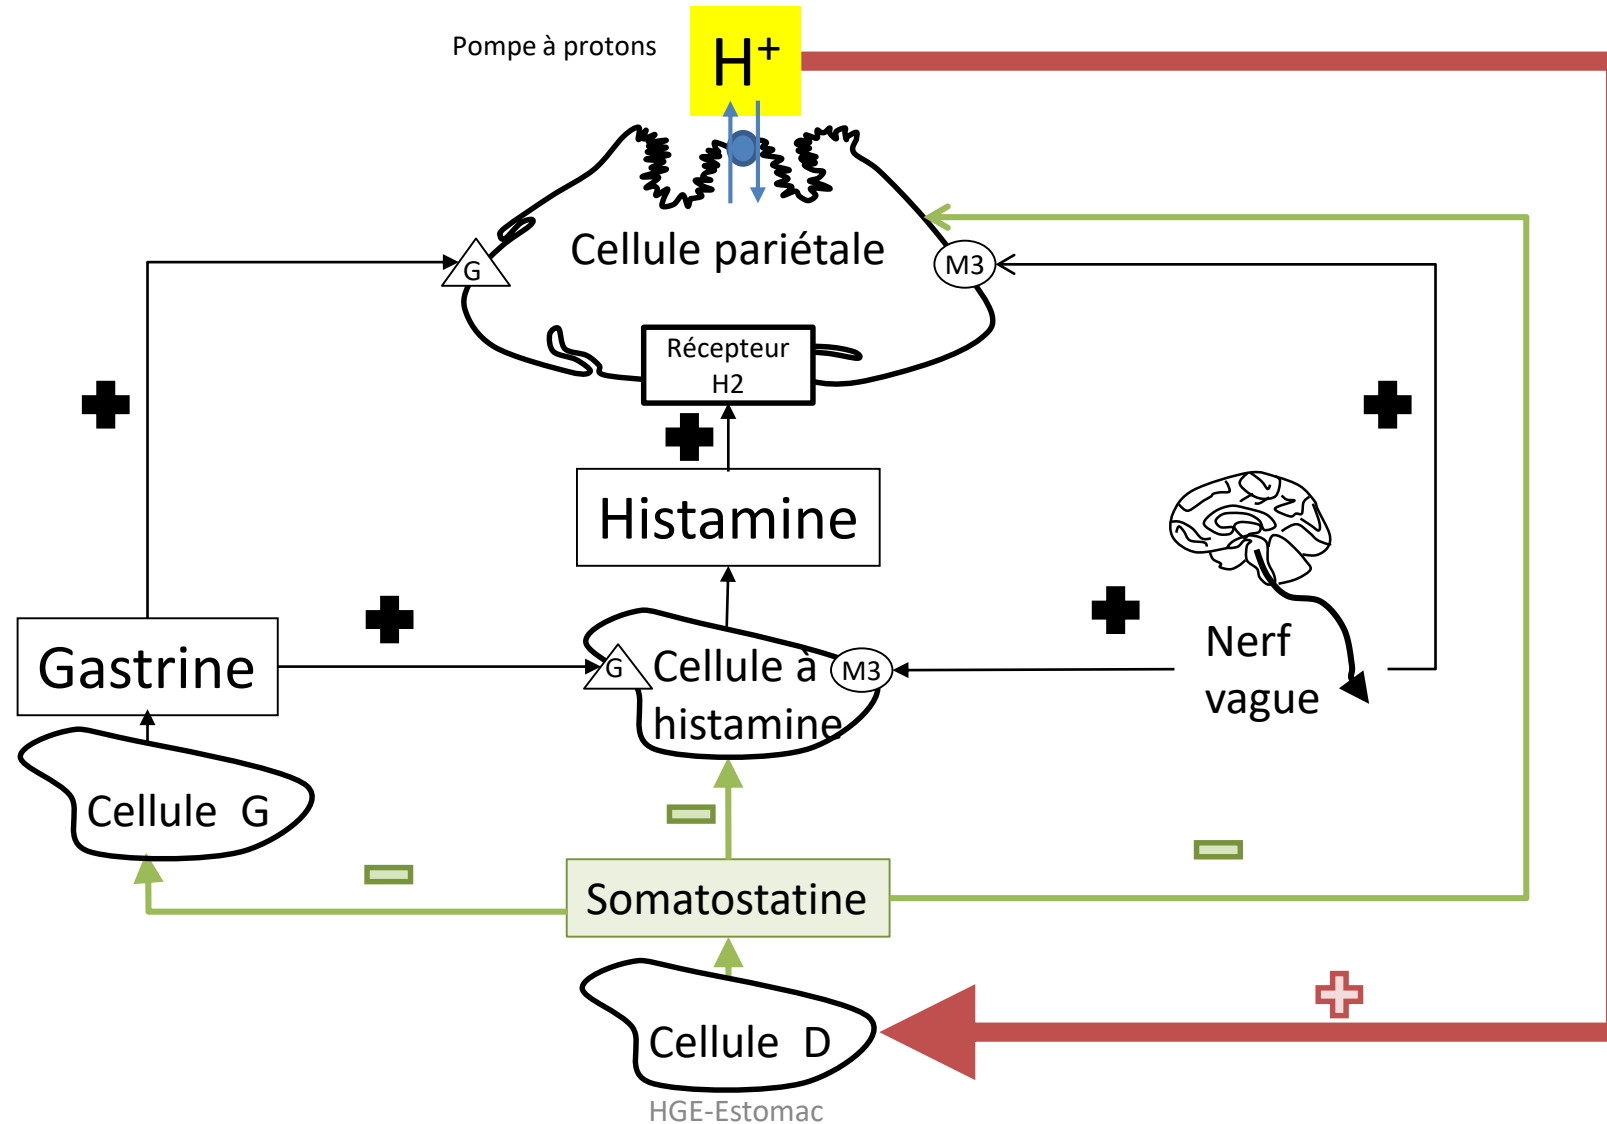 Pompe à protons
H+
Cellule pariétale
G
M3
Récepteur
H2
Histamine
Gastrine
G
Cellule à
histamine
M3
Nerf
vague
Cellule G
Somatostatine
Cellule D
HGE-Estomac